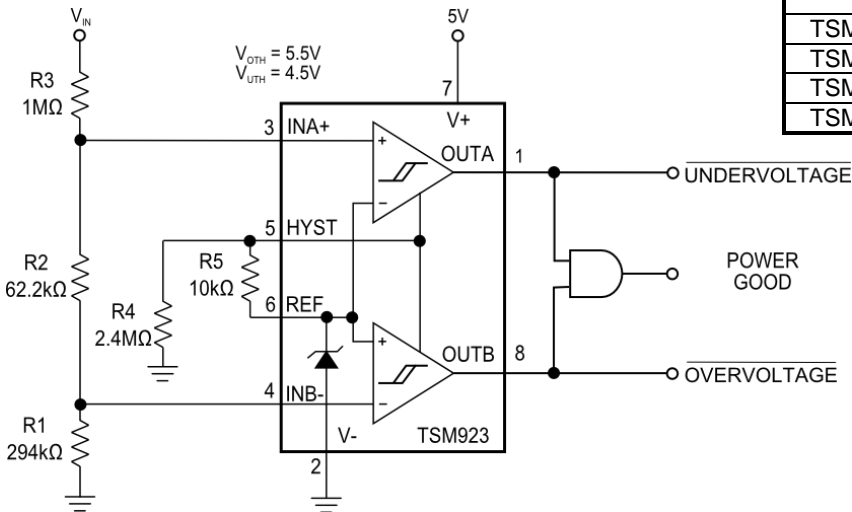 V_IN
5V
TSM
TSM
TSM
TSM
R3
1MΩ
V_OTH = 5.5V
V_UTH = 4.5V
7
V+
3 INA+
+
OUTA 1
UNDERVOLTAGE
−
5 HYST
R2
62.2kΩ
R5
10kΩ
POWER
GOOD
R4
2.4MΩ
6 REF
+
OUTB 8
OVERVOLTAGE
4 INB-
−
R1
294kΩ
V-
TSM923
2